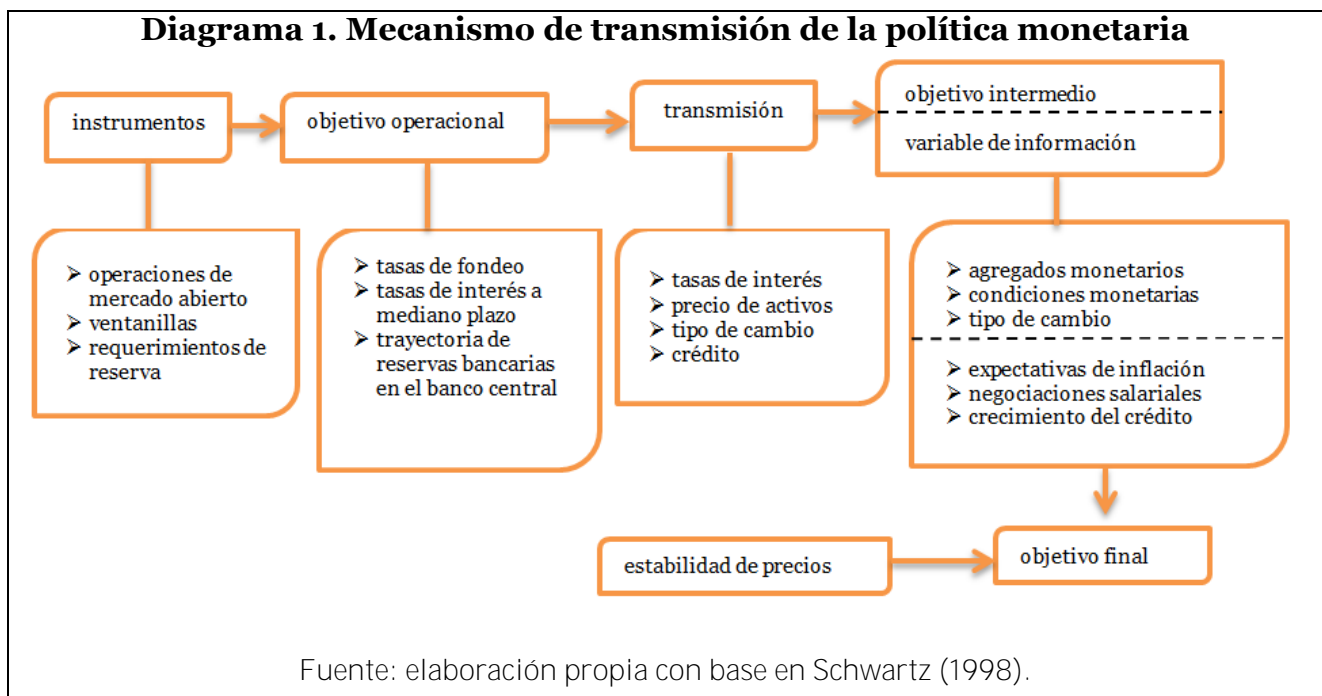 Diagrama 1. Mecanismo de transmisión de la política monetaria
instrumentos
objetivo operacional
transmisión
objetivo intermedio
variable de información
➢ operaciones de
mercado abierto
➢ ventanillas
➢ requerimientos de
reserva
➢ tasas de fondeo
➢ tasas de interés a
mediano plazo
➢ trayectoria de
reservas bancarias
en el banco central
➢ tasas de interés
➢ precio de activos
➢ tipo de cambio
➢ crédito
➢ agregados monetarios
➢ condiciones monetarias
➢ tipo de cambio
➢ expectativas de inflación
➢ negociaciones salariales
➢ crecimiento del crédito
estabilidad de precios
objetivo final
Fuente: elaboración propia con base en Schwartz (1998).